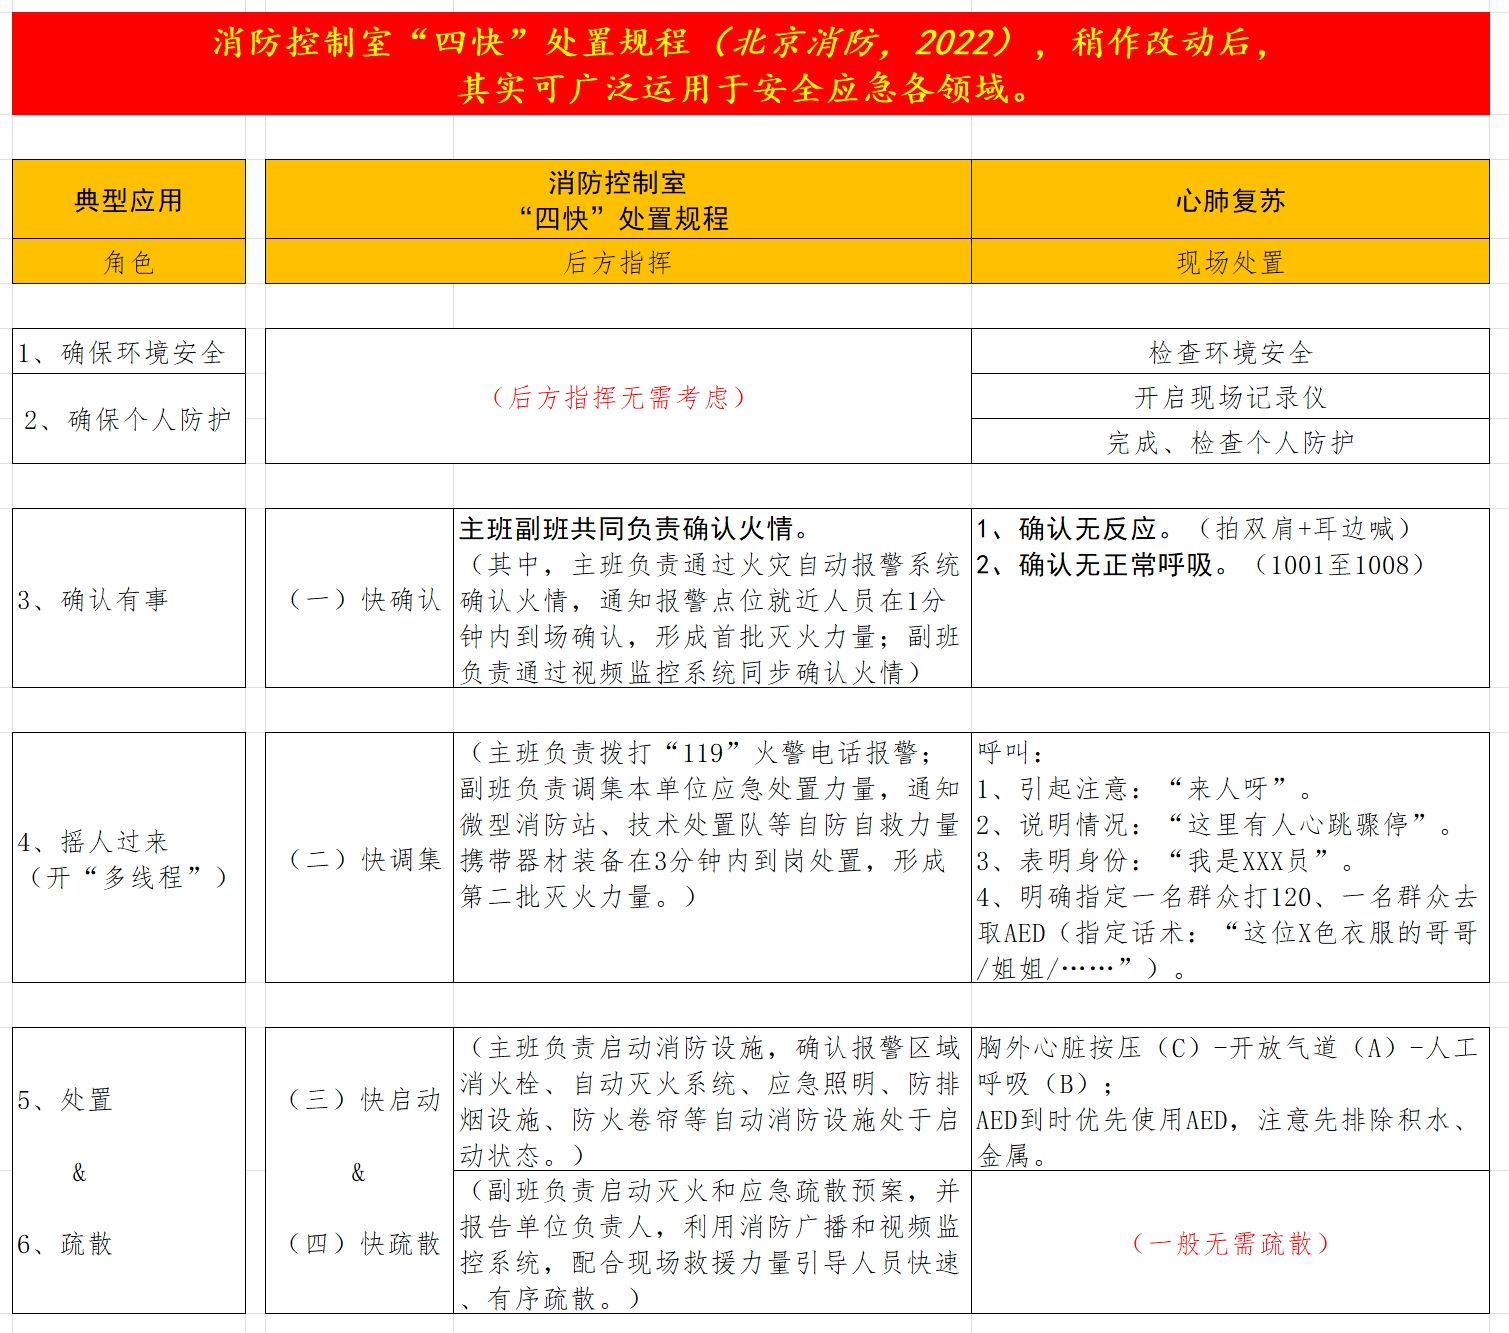 消防控制室“四快”处置规程（北京消防，2022），稍作改动后，
其实可广泛运用于安全应急各领域。
典型应用
消防控制室
“四快”处置规程
心肺复苏
角色
后方指挥
现场处置
1、确保环境安全
2、确保个人防护
（后方指挥无需考虑）
检查环境安全
开启现场记录仪
完成、检查个人防护
3、确认有事
（一）快确认
主班副班共同负责确认火情。
（其中，主班负责通过火灾自动报警系统
确认火情，通知报警点位就近人员在1分
钟内到场确认，形成首批灭火力量；副班
负责通过视频监控系统同步确认火情）
1、确认无反应。（拍双肩+耳边喊）
2、确认无正常呼吸。（1001至1008）
4、摇人过来
（开“多线程”）
（二）快调集
（主班负责拨打“119”火警电话报警；
副班负责调集本单位应急处置力量，通知
微型消防站、技术处置队等自防自救力量
携带器材装备在3分钟内到岗处置，形成
第二批灭火力量。）
呼叫：
1、引起注意：“来人呀”。
2、说明情况：“这里有人心跳骤停”。
3、表明身份：“我是XXX员”。
4、明确指定一名群众打120、一名群众去
取AED（指定话术：“这位X色衣服的哥哥
/姐姐/……”）。
5、处置
&
6、疏散
（三）快启动
&
（四）快疏散
（主班负责启动消防设施，确认报警区域
消火栓、自动灭火系统、应急照明、防排
烟设施、防火卷帘等自动消防设施处于启
动状态。）
胸外心脏按压（C）-开放气道（A）-人工
呼吸（B）；
AED到时优先使用AED，注意先排除积水、
金属。
（副班负责启动灭火和应急疏散预案，并
报告单位负责人，利用消防广播和视频监
控系统，配合现场救援力量引导人员快速
、有序疏散。）
（一般无需疏散）